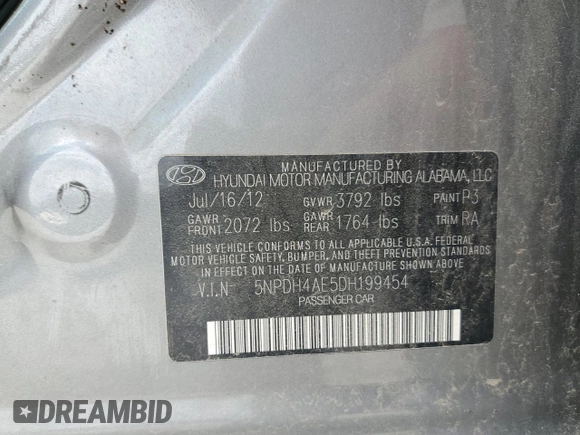 MANUFACTURED BY
HYUNDAI MOTOR MANUFACTURING ALABAMA, LLC
Jul/16/12 GVWR 3792 lbs PAINT P3
GAWR FRONT 2072 lbs GAWR REAR 1764 lbs TRIM RA
THIS VEHICLE CONFORMS TO ALL APPLICABLE U.S.A. FEDERAL
MOTOR VEHICLE SAFETY, BUMPER, AND THEFT PREVENTION
STANDARDS IN EFFECT ON THE DATE OF MANUFACTURE SHOWN ABOVE.
V.I.N 5NPDH4AE5DH199454
PASSENGER CAR
DREAMBID